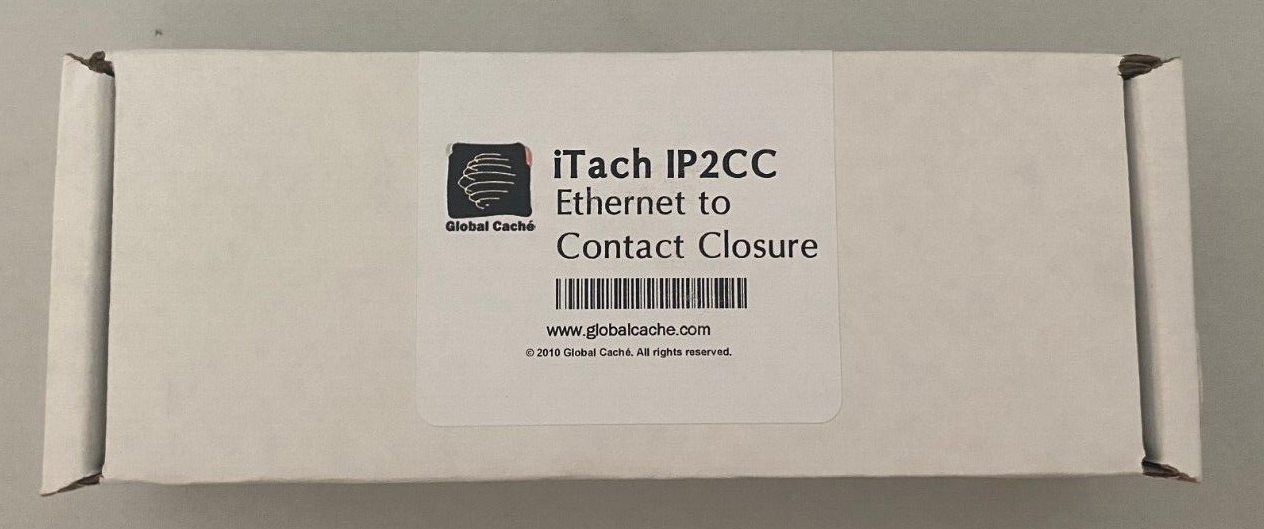 iTach IP2CC
Ethernet to
Contact Closure
Global Caché
www.globalcache.com
© 2010 Global Caché. All rights reserved.